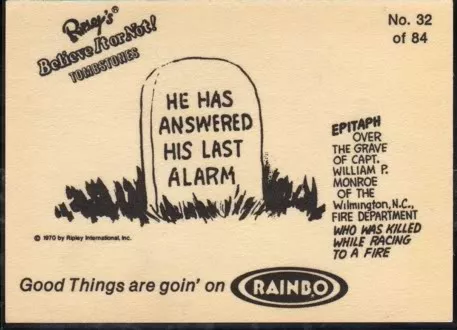 Ripley's®
Believe It or Not!
TOMBSTONES
No. 32
of 84
HE HAS
ANSWERED
HIS LAST
ALARM
EPITAPH
OVER
THE GRAVE
OF CAPT.
WILLIAM P.
MONROE
OF THE
Wilmington, N.C.,
FIRE DEPARTMENT
WHO WAS KILLED
WHILE RACING
TO A FIRE
© 1970 by Ripley International, Inc.
Good Things are goin' on
RAINBO